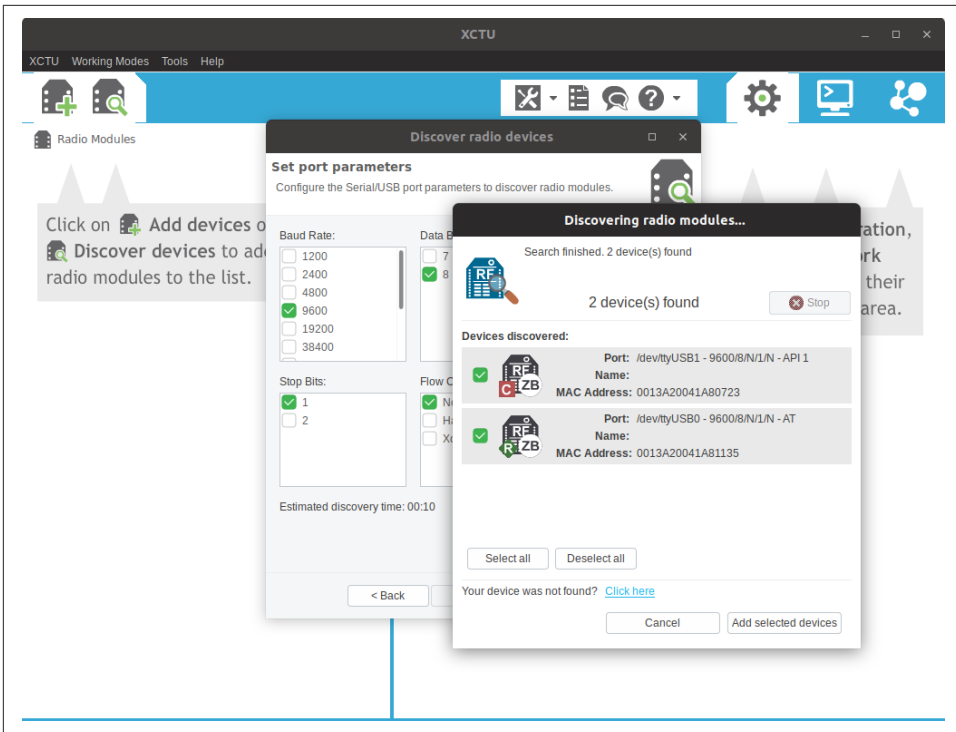 XCTU
XCTU Working Modes Tools Help
Radio Modules
Click on Add devices o
Discover devices to ad
radio modules to the list.
Discover radio devices
Set port parameters
Configure the Serial/USB port parameters to discover radio modules.
Baud Rate:
1200
2400
4800
9600
19200
38400
Data B
7
8
Stop Bits:
1
2
Flow C
Estimated discovery time: 00:10
< Back
ration,
rk
their
area.
Discovering radio modules...
Search finished. 2 device(s) found
RF
2 device(s) found
Stop
Devices discovered:
RF
C ZB
Port: /dev/ttyUSB1 - 9600/8/N/1/N - API 1
Name:
MAC Address: 0013A20041A80723
RF
R ZB
Port: /dev/ttyUSB0 - 9600/8/N/1/N - AT
Name:
MAC Address: 0013A20041A81135
Select all Deselect all
Your device was not found? Click here
Cancel Add selected devices